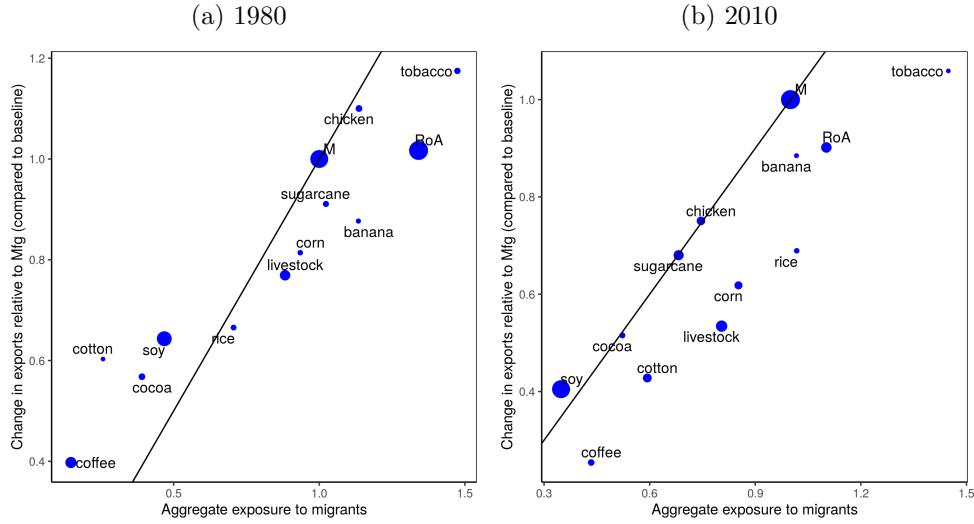 (a) 1980
(b) 2010
Change in exports relative to Mfg (compared to baseline)
1.2
1.0
0.8
0.6
0.4
tobacco
chicken
M
RoA
sugarcane
banana
corn
livestock
rice
cotton
soy
cocoa
coffee
0.5
1.0
1.5
Aggregate exposure to migrants
Change in exports relative to Mfg (compared to baseline)
1.0
0.8
0.6
0.4
tobacco
M
RoA
banana
chicken
rice
sugarcane
corn
livestock
cocoa
cotton
soy
coffee
0.3
0.6
0.9
1.2
1.5
Aggregate exposure to migrants